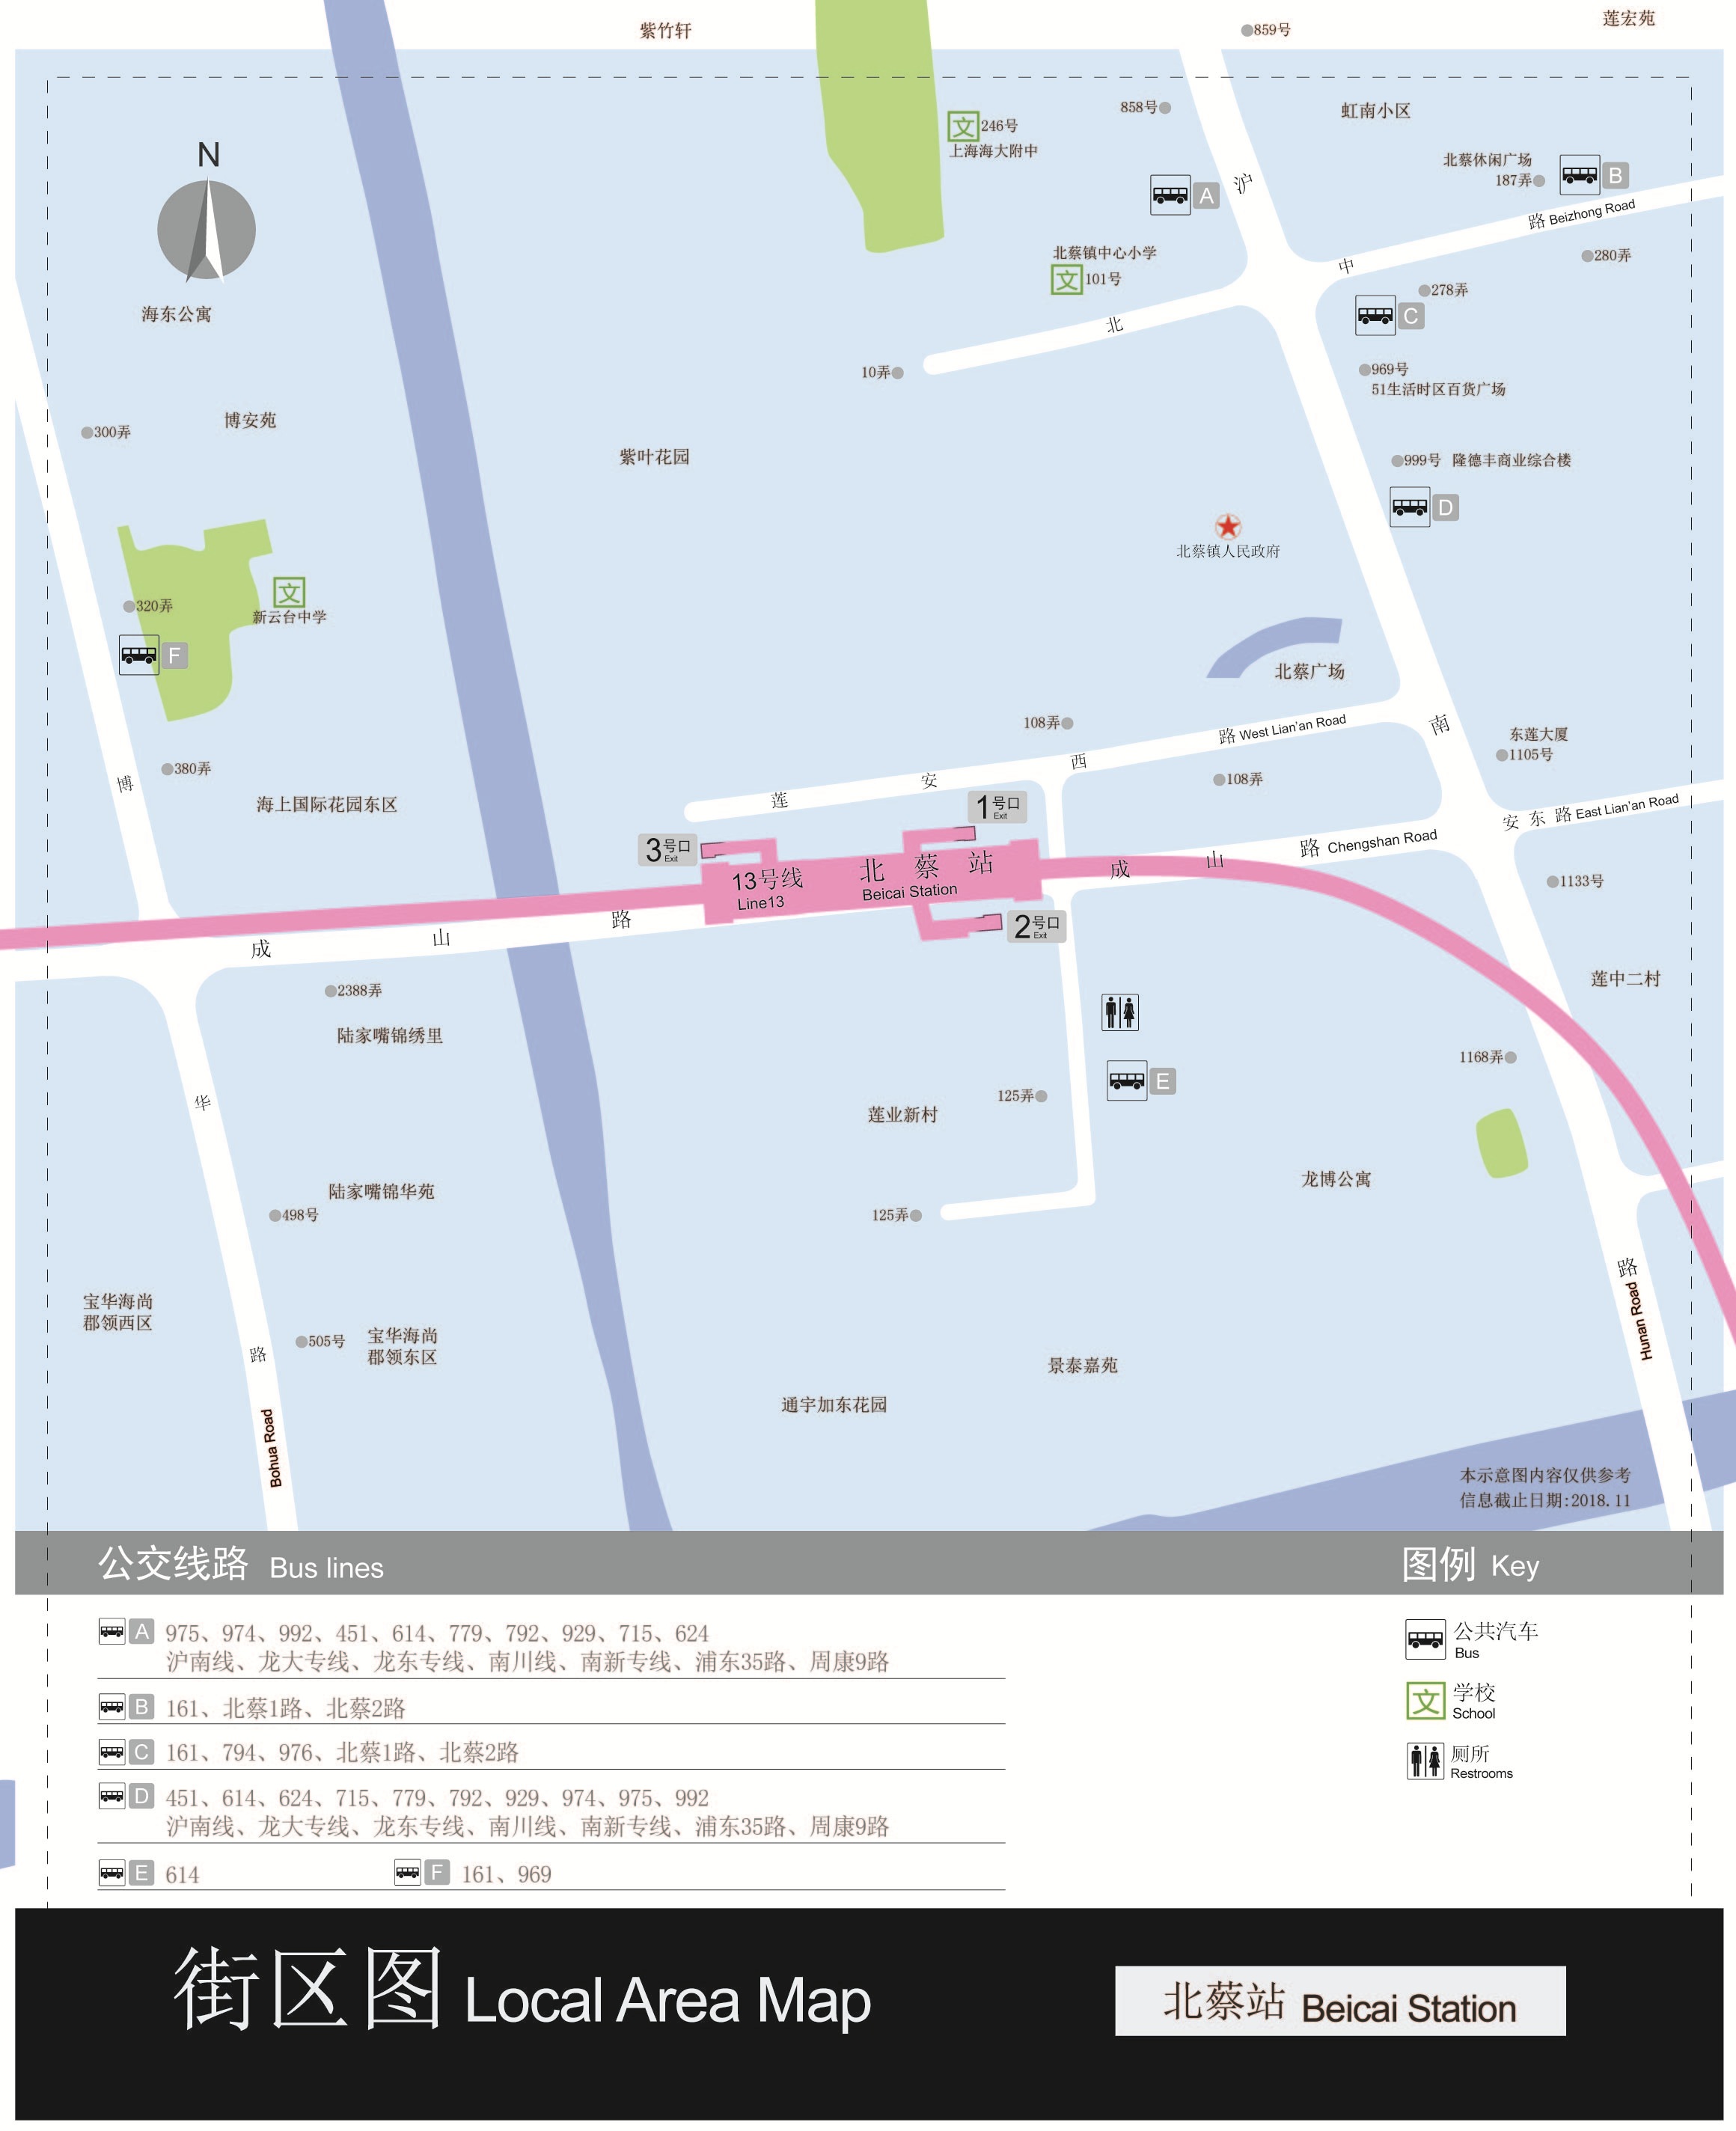 紫竹轩
859号
莲宏苑
N
246号
上海海大附中
858号
虹南小区
北蔡休闲广场
187弄
B
A
沪
路 Beizhong Road
北蔡镇中心小学
101号
中
280弄
278弄
C
海东公寓
北
10弄
969号
51生活时区百货广场
博安苑
300弄
紫叶花园
999号 隆德丰商业综合楼
D
北蔡镇人民政府
320弄
新云台中学
F
北蔡广场
108弄
路 West Lian'an Road
南
东莲大厦
1105号
西
380弄
博
安
108弄
莲
海上国际花园东区
1号口
Exit
安东路 East Lian'an Road
3号口
Exit
13号线
Line13
北蔡站
Beicai Station
成
山
路 Chengshan Road
1133号
成
山
路
2号口
Exit
莲中二村
2388弄
陆家嘴锦绣里
1168弄
E
125弄
华
莲业新村
龙博公寓
陆家嘴锦华苑
498号
125弄
路
Hunan Road
宝华海尚
郡领西区
505号
宝华海尚
郡领东区
路
景泰嘉苑
通宇加东花园
Bohua Road
本示意图内容仅供参考
信息截止日期:2018.11
公交线路 Bus lines
图例 Key
A 975、974、992、451、614、779、792、929、715、624
沪南线、龙大专线、龙东专线、南川线、南新专线、浦东35路、周康9路
B 161、北蔡1路、北蔡2路
C 161、794、976、北蔡1路、北蔡2路
D 451、614、624、715、779、792、929、974、975、992
沪南线、龙大专线、龙东专线、南川线、南新专线、浦东35路、周康9路
E 614
F 161、969
公共汽车
Bus
文
学校
School
厕所
Restrooms
街区图 Local Area Map
北蔡站 Beicai Station